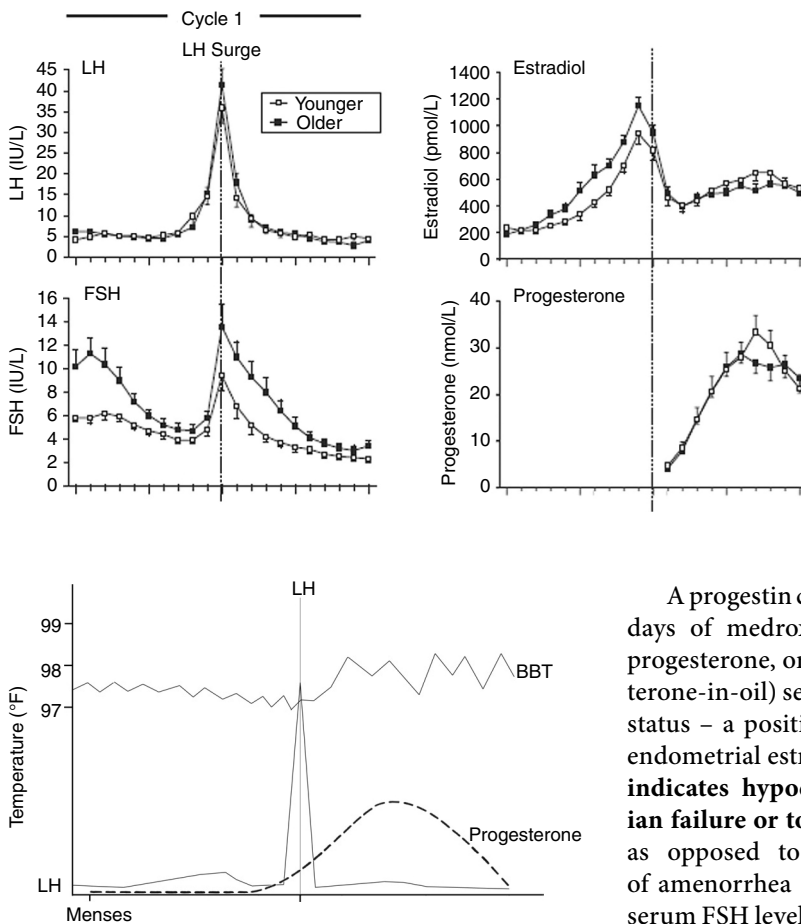 Cycle 1
LH Surge
LH
45
40
35
30
25
20
15
10
5
0
LH (IU/L)
Younger
Older
Estradiol
1400
1200
1000
800
600
400
200
0
Estradiol (pmol/L)
FSH
16
14
12
10
8
6
4
2
0
FSH (IU/L)
Progesterone
40
30
20
10
0
Progesterone (nmol/L)
LH
99
98
97
Temperature (°F)
BBT
Progesterone
LH
Menses
A progestin
days of medrox
progesterone, or
terone-in-oil) se
status – a positi
endometrial estr
indicates hypoc
ian failure or to
as opposed to
of amenorrhea
serum FSH level